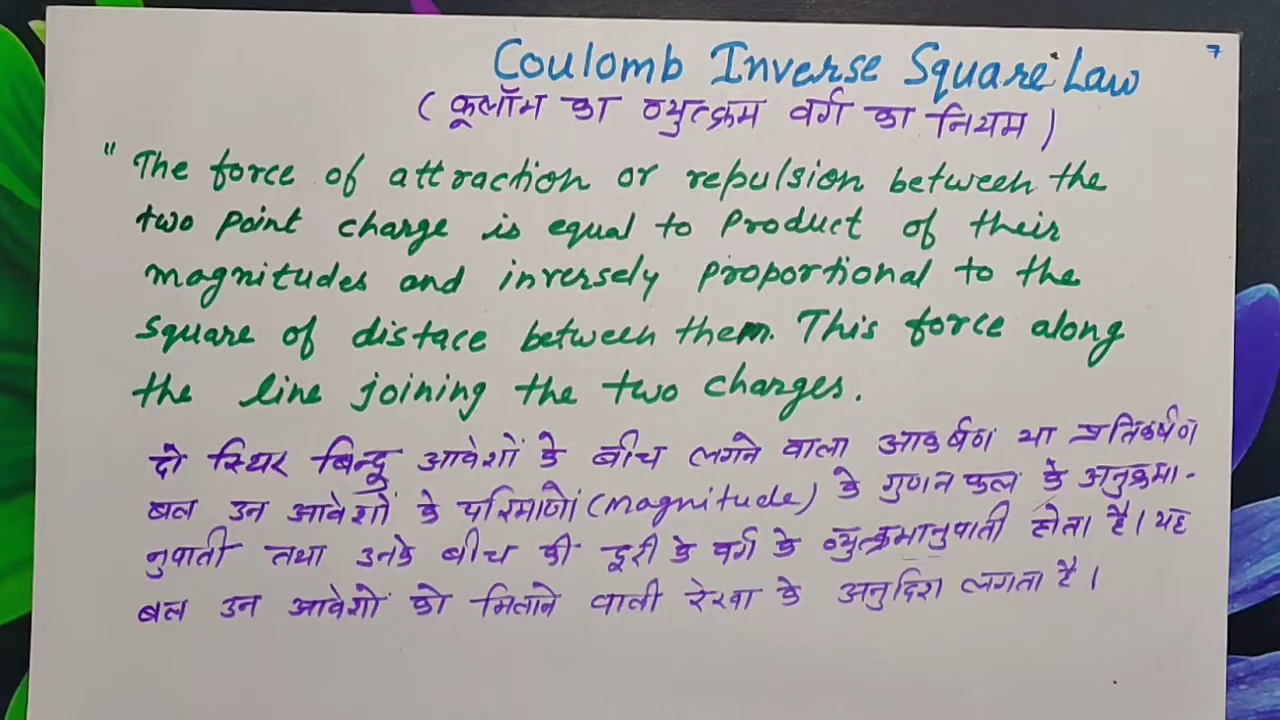 7
Coulomb Inverse Square Law
(कूलॉम का व्युत्क्रम वर्ग का नियम)
" The force of attraction or repulsion between the
two point charge is equal to Product of their
magnitudes and inversely proportional to the
square of distace between them. This force along
the line joining the two charges.
दो स्थिर बिन्दू आवेशों के बीच लगने वाला आकर्षण या प्रतिकर्षण
बल उन आवेशों के परिमाणों (magnitude) के गुणनफल के अनुक्रमा-
नुपाती तथा उनके बीच की दूरी के वर्ग के व्युत्क्रमानुपाती होता है। यह
बल उन आवेशों को मिलाने वाली रेखा के अनुदिश लगता है।